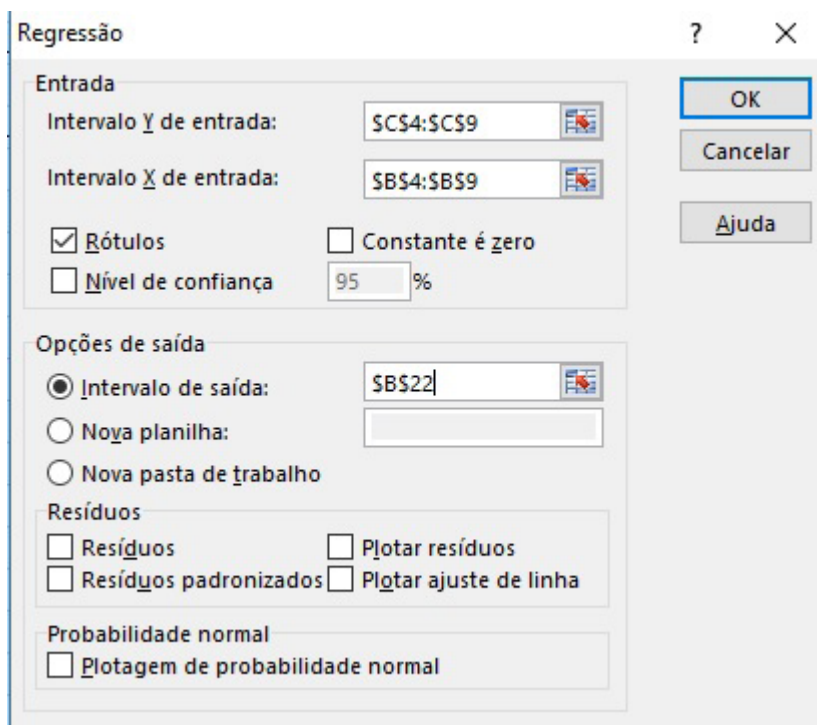 Regressão ?
Entrada
Intervalo Y de entrada: $C$4:$C$9
Intervalo X de entrada: $B$4:$B$9
Rótulos Constante é zero
Nível de confiança 95 %
Opções de saída
Intervalo de saída: $B$22
Nova planilha:
Nova pasta de trabalho
Resíduos
Resíduos Plotar resíduos
Resíduos padronizados Plotar ajuste de linha
Probabilidade normal
Plotagem de probabilidade normal
OK
Cancelar
Ajuda